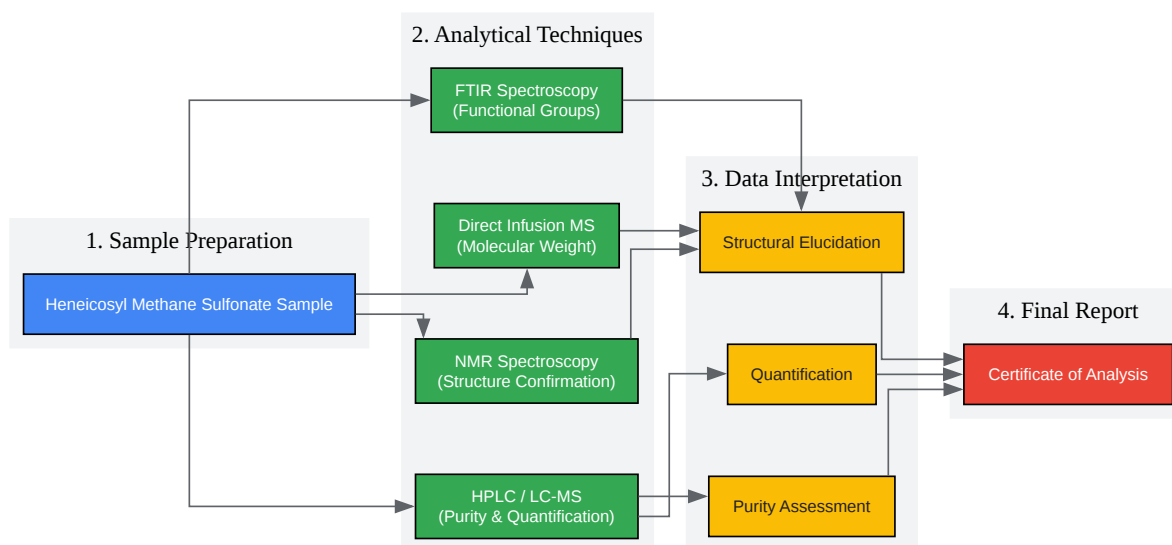 1. Sample Preparation
Heneicosyl Methane Sulfonate Sample
2. Analytical Techniques
FTIR Spectroscopy
(Functional Groups)
Direct Infusion MS
(Molecular Weight)
NMR Spectroscopy
(Structure Confirmation)
HPLC / LC-MS
(Purity & Quantification)
3. Data Interpretation
Structural Elucidation
Quantification
Purity Assessment
4. Final Report
Certificate of Analysis